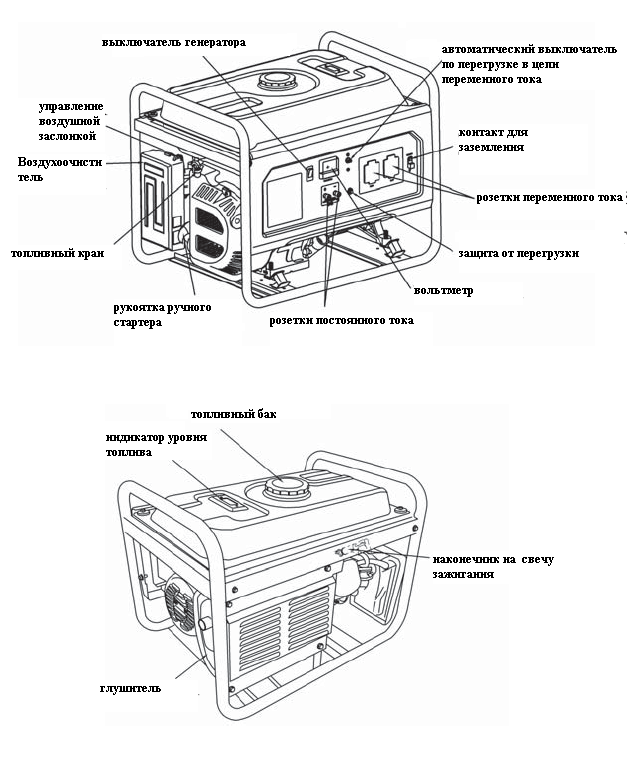 выключатель генератора
автоматический выключатель
по перегрузке в цепи
переменного тока
управление
воздушной
заслонкой
контакт для
заземления
Воздухоочисти
тель
розетки переменного тока
топливный кран
защита от перегрузки
вольтметр
рукоятка ручного
стартера
розетки постоянного тока
топливный бак
индикатор уровня
топлива
наконечник на свечу
зажигания
глушитель